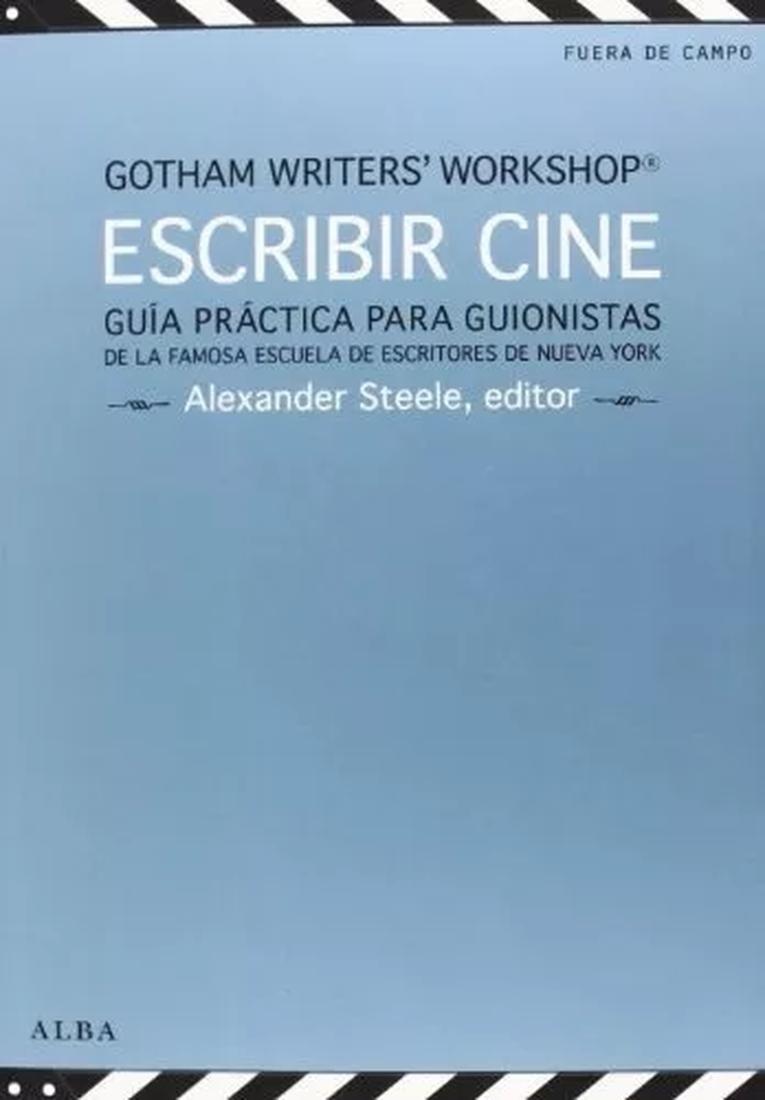 FUERA DE CAMPO
GOTHAM WRITERS' WORKSHOP®
ESCRIBIR CINE
GUÍA PRÁCTICA PARA GUIONISTAS
DE LA FAMOSA ESCUELA DE ESCRITORES DE NUEVA YORK
Alexander Steele, editor
ALBA